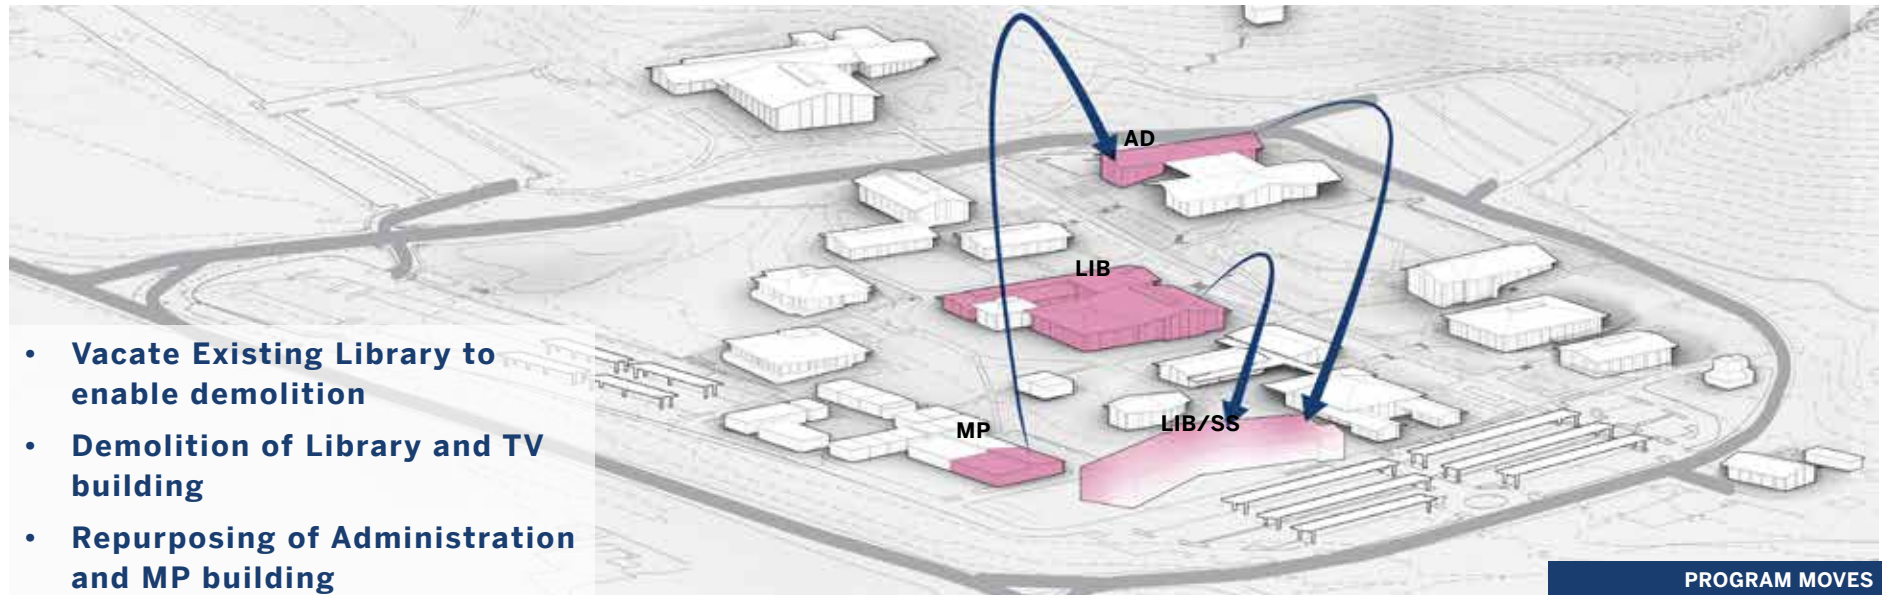 AD
LIB
LIB/SS
MP
• Vacate Existing Library to
enable demolition
• Demolition of Library and TV
building
• Repurposing of Administration
and MP building
PROGRAM MOVES